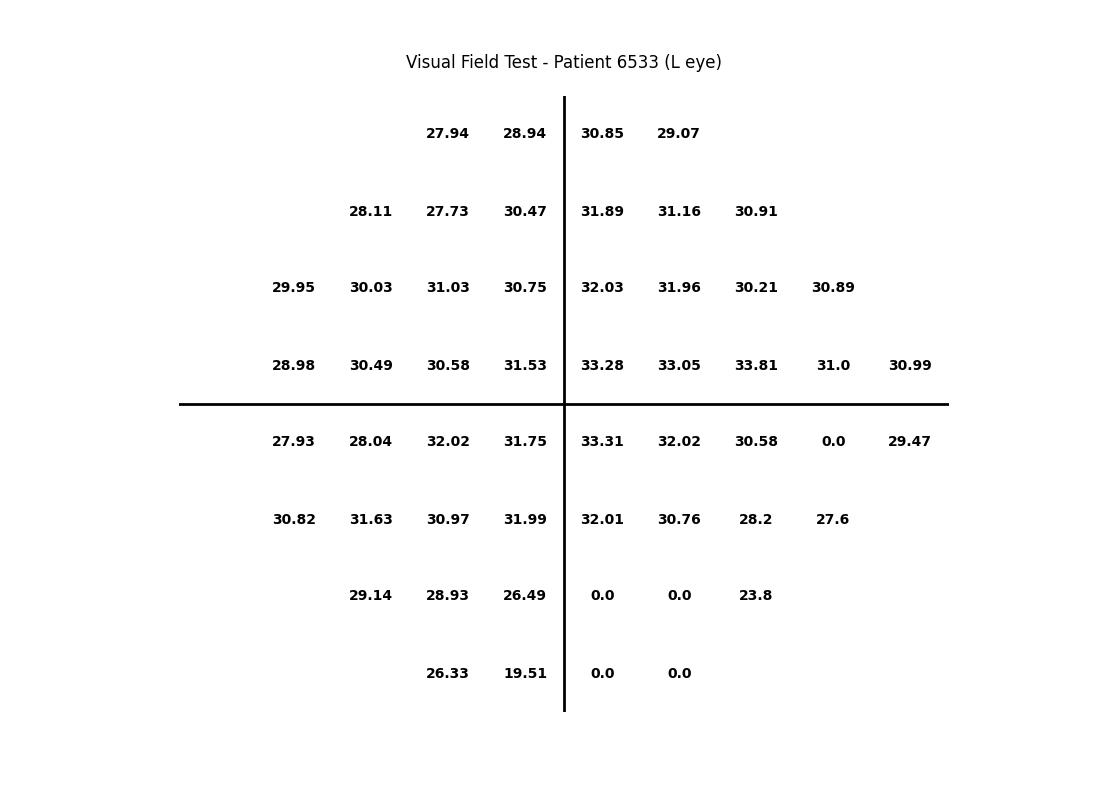 Visual Field Test - Patient 6533 (L eye)
27.94 28.94 30.85 29.07
28.11 27.73 30.47 31.89 31.16 30.91
29.95 30.03 31.03 30.75 32.03 31.96 30.21 30.89
28.98 30.49 30.58 31.53 33.28 33.05 33.81 31.0 30.99
27.93 28.04 32.02 31.75 33.31 32.02 30.58 0.0 29.47
30.82 31.63 30.97 31.99 32.01 30.76 28.2 27.6
29.14 28.93 26.49 0.0 0.0 23.8
26.33 19.51 0.0 0.0